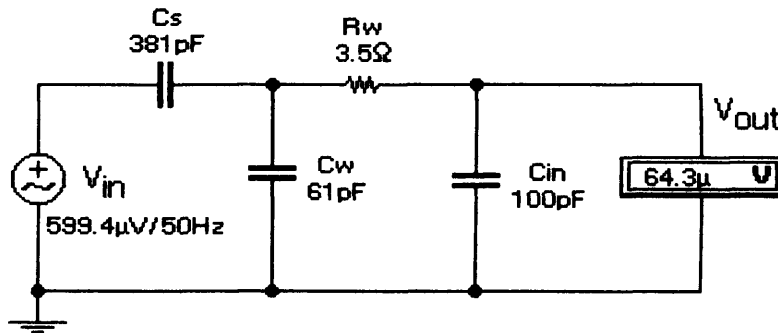 Cs
381pF
Rw
3.5Ω
Vin
599.4µV/50Hz
Cw
61pF
Cin
100pF
Vout
64.3µ V